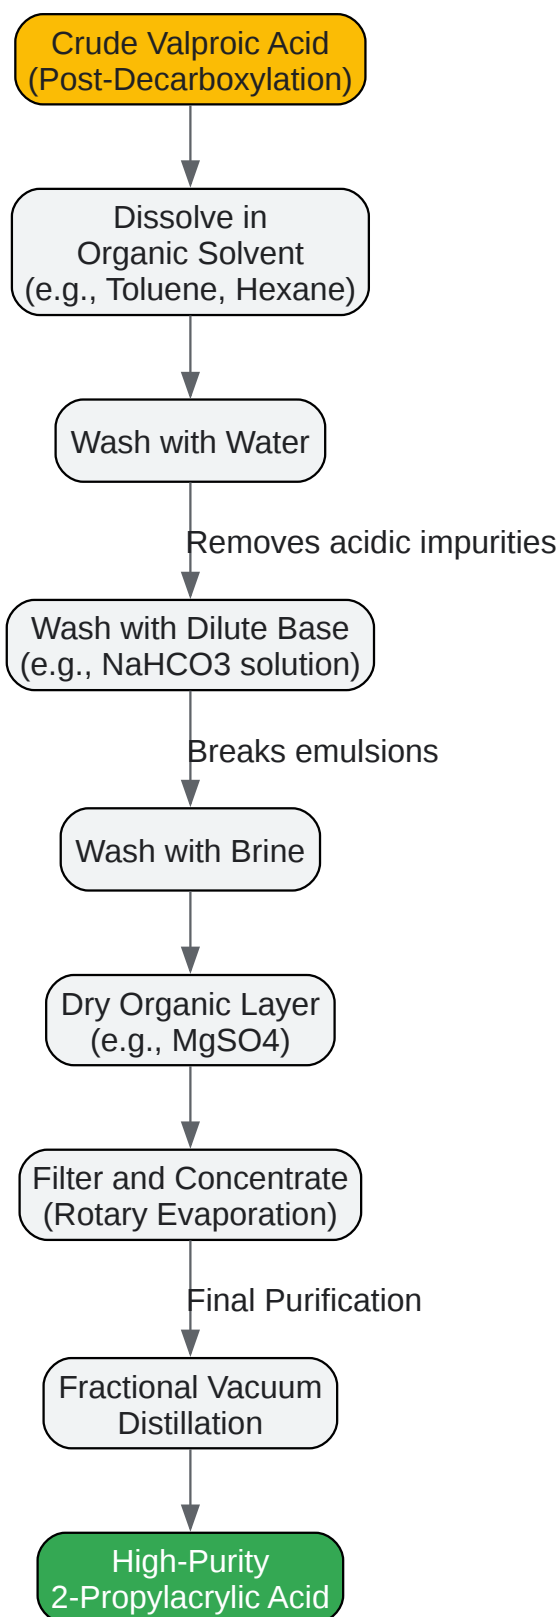 Crude Valproic Acid
(Post-Decarboxylation)
Dissolve in
Organic Solvent
(e.g., Toluene, Hexane)
Wash with Water
Removes acidic impurities
Wash with Dilute Base
(e.g., NaHCO3 solution)
Breaks emulsions
Wash with Brine
Dry Organic Layer
(e.g., MgSO4)
Filter and Concentrate
(Rotary Evaporation)
Final Purification
Fractional Vacuum
Distillation
High-Purity
2-Propylacrylic Acid